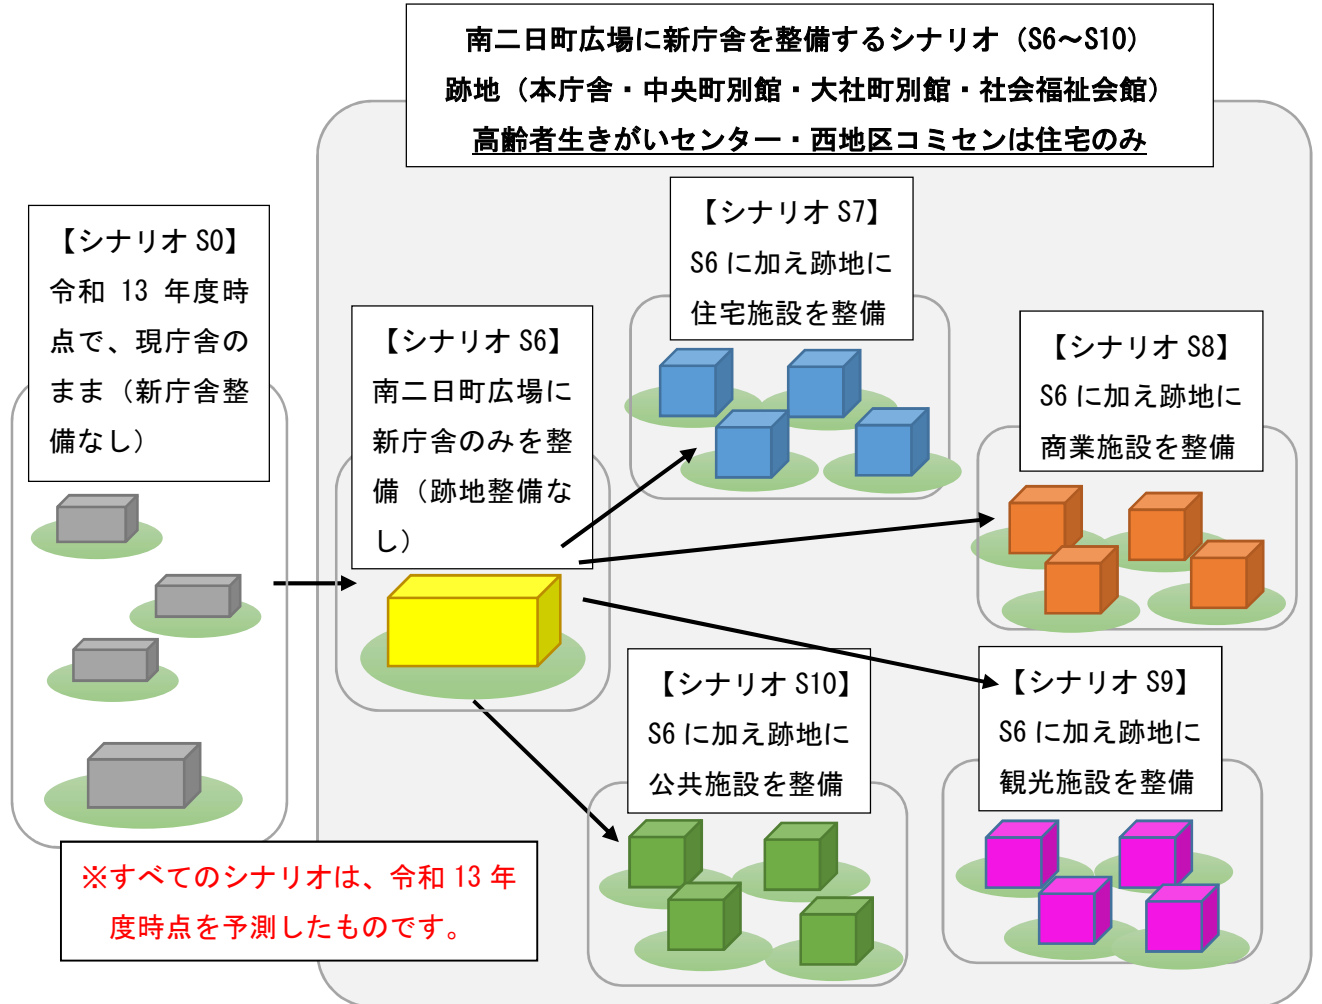 南二日町広場に新庁舎を整備するシナリオ（S6～S10）
跡地（本庁舎・中央町別館・大社町別館・社会福祉会館）
高齢者生きがいセンター・西地区コミセンは住宅のみ
【シナリオ S0】
令和 13 年度時
点で、現庁舎の
まま（新庁舎整
備なし）
【シナリオ S6】
南二日町広場に
新庁舎のみを整
備（跡地整備な
し）
【シナリオ S7】
S6 に加え跡地に
住宅施設を整備
【シナリオ S8】
S6 に加え跡地に
商業施設を整備
【シナリオ S10】
S6 に加え跡地に
公共施設を整備
【シナリオ S9】
S6 に加え跡地に
観光施設を整備
※すべてのシナリオは、令和 13 年
度時点を予測したものです。